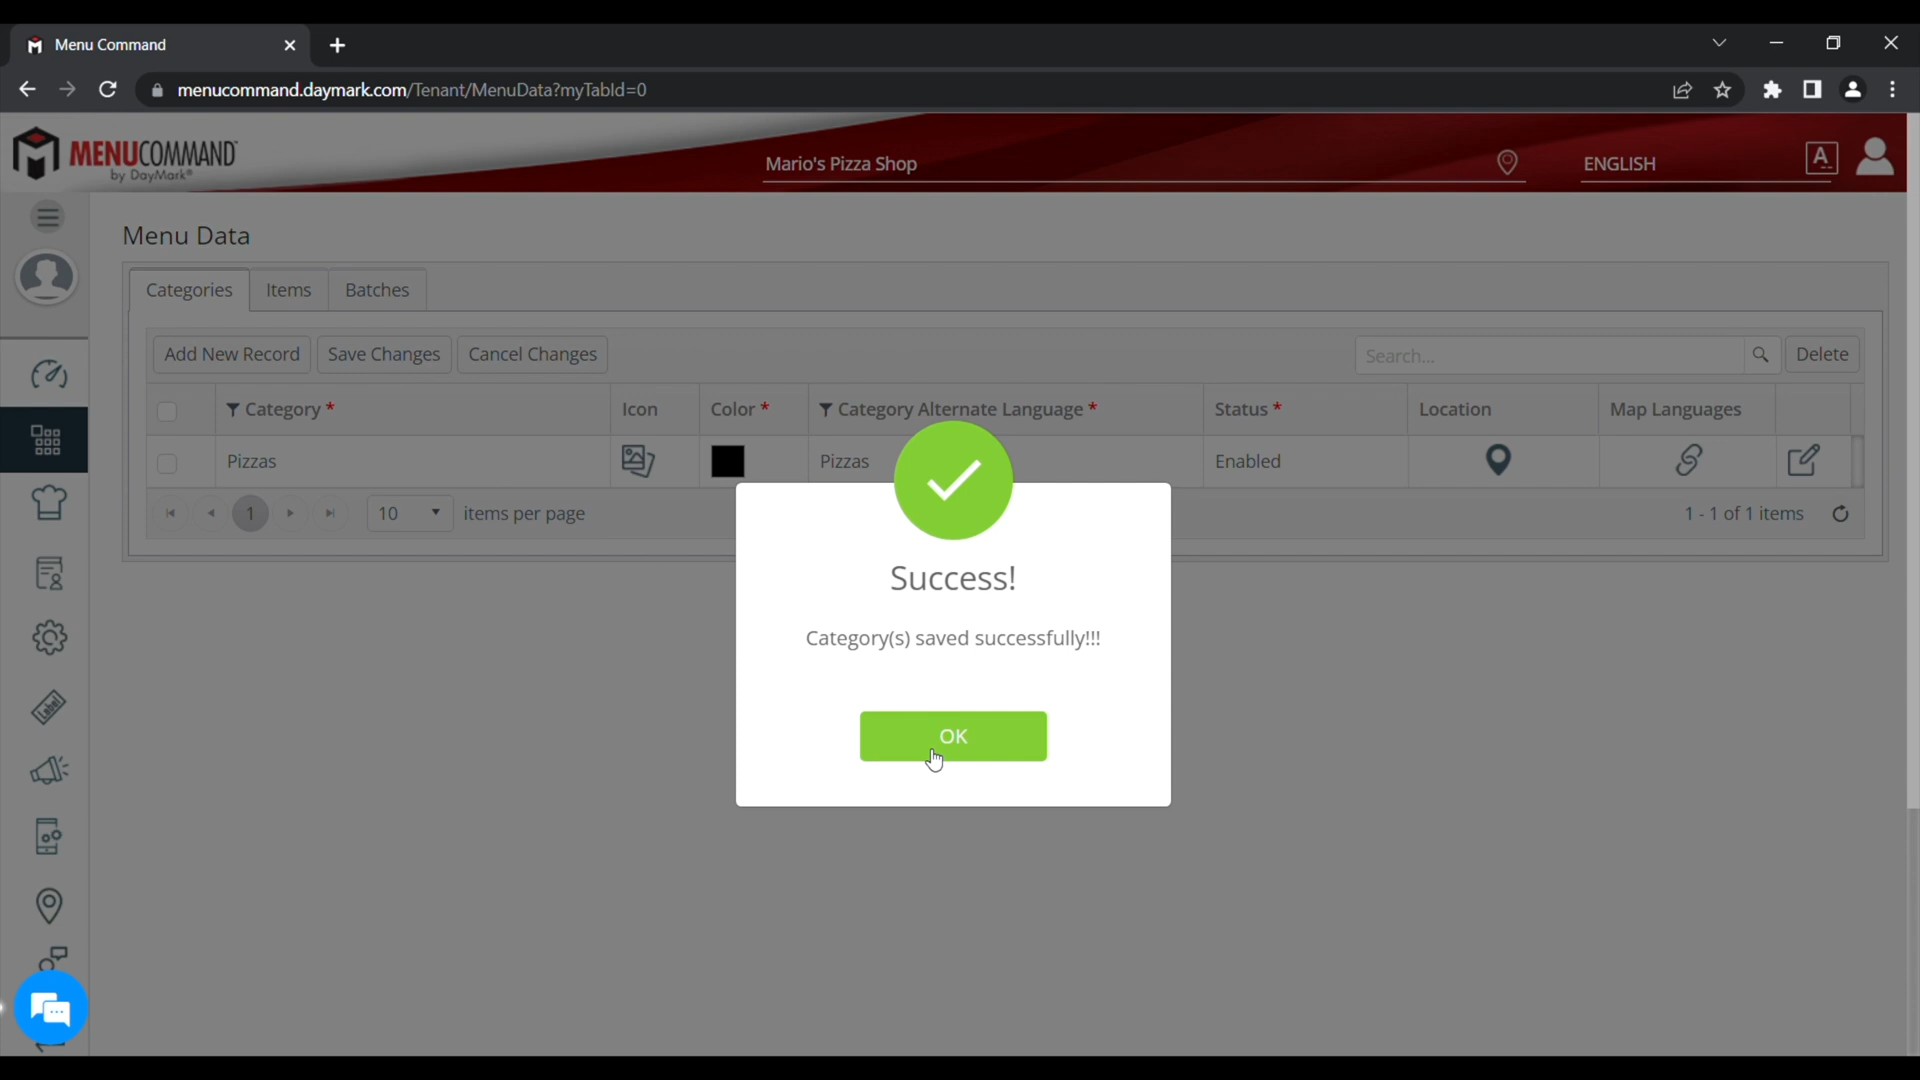 Menu Command
menucommand.daymark.com/Tenant/MenuData?myTabId=0
MENUCOMMAND
by DayMark®
Mario's Pizza Shop
ENGLISH
A
Menu Data
Categories Items Batches
Add New Record Save Changes Cancel Changes Search... Delete
Category * Icon Color * Category Alternate Language * Status * Location Map Languages
Pizzas Pizzas Enabled
1 10 items per page 1 - 1 of 1 items
Success!
Category(s) saved successfully!!!
OK
Label